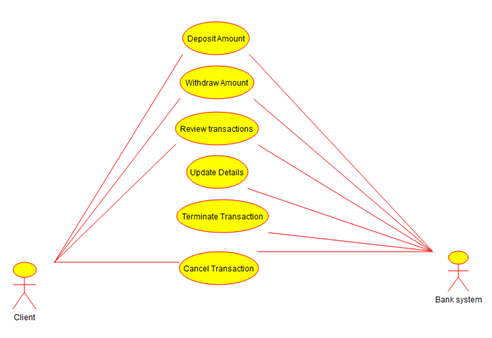 Deposit Amount
Withdraw Amount
Review transactions
Update Details
Terminate Transaction
Cancel Transaction
Client
Bank system